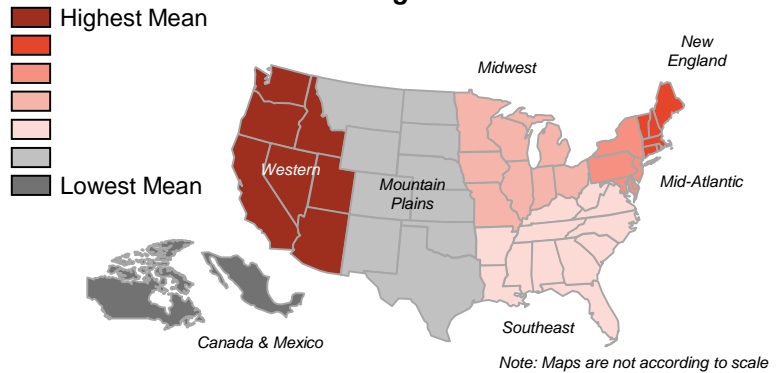 Highest Mean
Lowest Mean
New
England
Midwest
Western
Mountain
Plains
Mid-Atlantic
Southeast
Canada & Mexico
Note: Maps are not according to scale